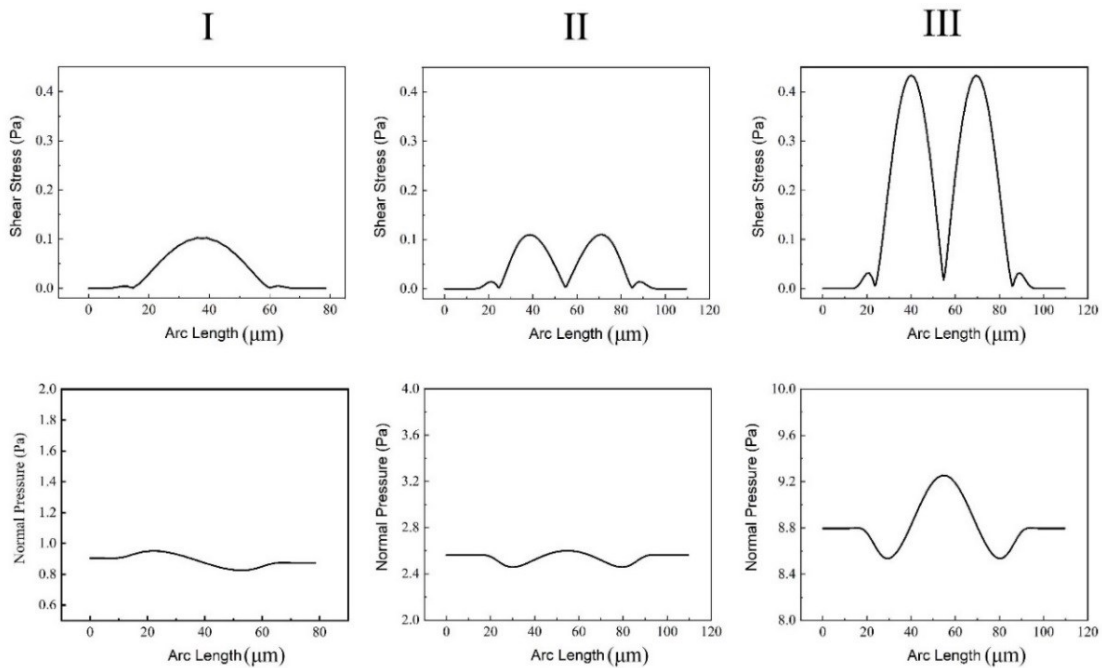 I
II
III
Shear Stress (Pa)
0.4
0.3
0.2
0.1
0.0
0 20 40 60 80
Arc Length (μm)
Shear Stress (Pa)
0.4
0.3
0.2
0.1
0.0
0 20 40 60 80 100 120
Arc Length (μm)
Shear Stress (Pa)
0.4
0.3
0.2
0.1
0.0
0 20 40 60 80 100 120
Arc Length (μm)
Normal Pressure (Pa)
2.0
1.8
1.6
1.4
1.2
1.0
0.8
0.6
0 20 40 60 80
Arc Length (μm)
Normal Pressure (Pa)
4.0
3.6
3.2
2.8
2.4
2.0
0 20 40 60 80 100 120
Arc Length (μm)
Normal Pressure (Pa)
10.0
9.6
9.2
8.8
8.4
8.0
0 20 40 60 80 100 120
Arc Length (μm)